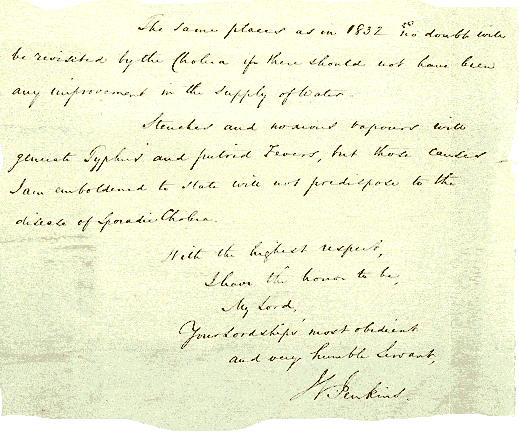 The same places as in 1832 no doubt will
be revisited by the Cholera if there should not have been
any improvement in the supply of Water.
Stenches and noxious vapours will
generate Typhus and putrid Fevers, but those causes
I am emboldened to state will not predispose to the
disease of Sporadic Cholera.
With the highest respect,
I have the honor to be,
My Lord,
Your Lordship's most obedient
and very humble Servant,
Jenkins.